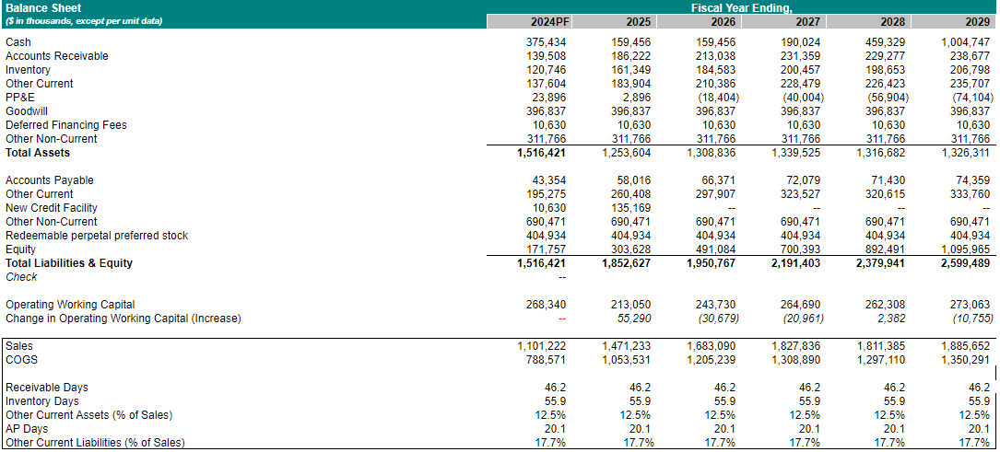 Balance Sheet Fiscal Year Ending,
($ in thousands, except per unit data) 2024PF 2025 2026 2027 2028 2029
Cash 375,434 159,456 159,456 190,024 459,329 1,004,747
Accounts Receivable 139,508 186,222 213,038 231,359 229,277 238,677
Inventory 120,746 161,349 184,583 200,457 198,653 206,798
Other Current 137,604 183,904 210,386 228,479 226,423 235,707
PP&E 23,896 2,896 (18,404) (40,004) (56,904) (74,104)
Goodwill 396,837 396,837 396,837 396,837 396,837 396,837
Deferred Financing Fees 10,630 10,630 10,630 10,630 10,630 10,630
Other Non-Current 311,766 311,766 311,766 311,766 311,766 311,766
Total Assets 1,516,421 1,253,604 1,308,836 1,339,525 1,316,682 1,326,311
Accounts Payable 43,354 58,016 66,371 72,079 71,430 74,359
Other Current 195,275 260,408 297,907 323,527 320,615 333,760
New Credit Facility 10,630 135,169 -- -- -- --
Other Non-Current 690,471 690,471 690,471 690,471 690,471 690,471
Redeemable perpetal preferred stock 404,934 404,934 404,934 404,934 404,934 404,934
Equity 171,757 303,628 491,084 700,393 892,491 1,095,965
Total Liabilities & Equity 1,516,421 1,852,627 1,950,767 2,191,403 2,379,941 2,599,489
Check --
Operating Working Capital 268,340 213,050 243,730 264,690 262,308 273,063
Change in Operating Working Capital (Increase) -- 55,290 (30,679) (20,961) 2,382 (10,755)
Sales 1,101,222 1,471,233 1,683,090 1,827,836 1,811,385 1,885,652
COGS 788,571 1,053,531 1,205,239 1,308,890 1,297,110 1,350,291
Receivable Days 46.2 46.2 46.2 46.2 46.2 46.2
Inventory Days 55.9 55.9 55.9 55.9 55.9 55.9
Other Current Assets (% of Sales) 12.5% 12.5% 12.5% 12.5% 12.5% 12.5%
AP Days 20.1 20.1 20.1 20.1 20.1 20.1
Other Current Liabilities (% of Sales) 17.7% 17.7% 17.7% 17.7% 17.7% 17.7%